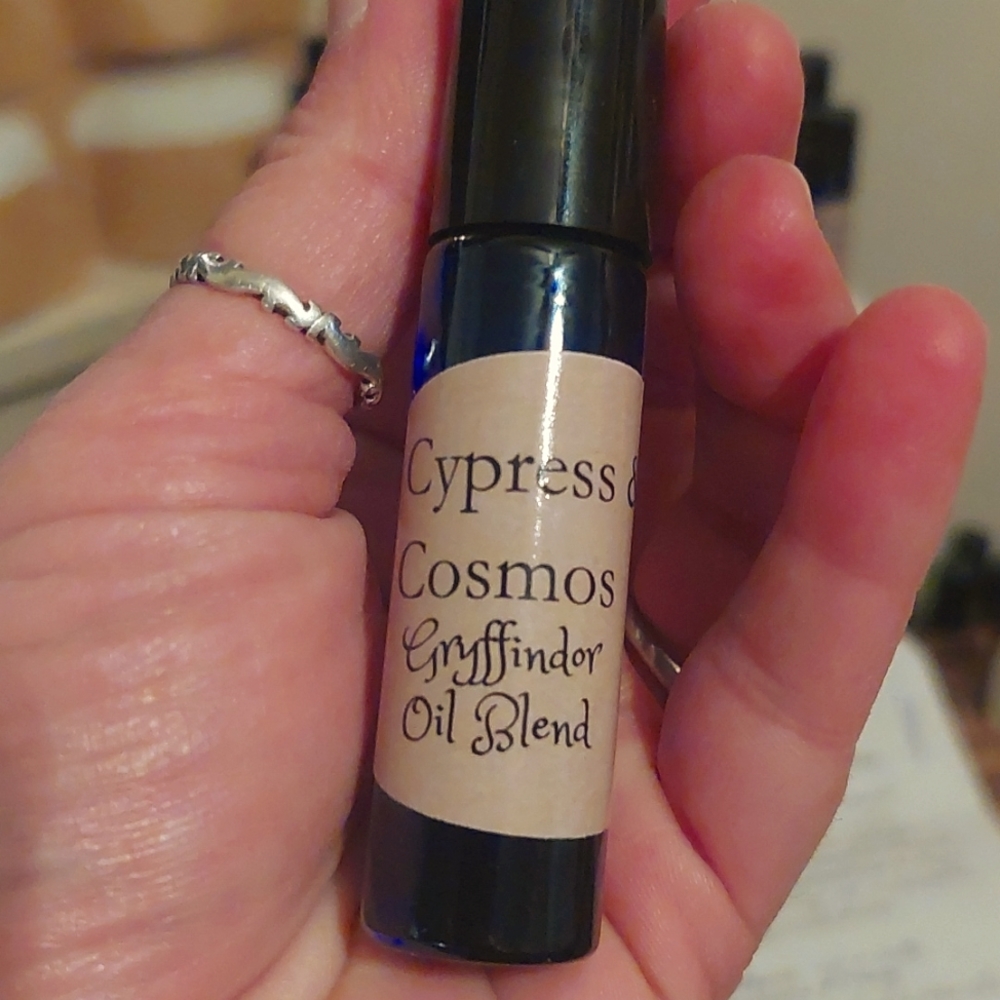 Cypress &
Cosmos
Gryffindor
Oil Blend